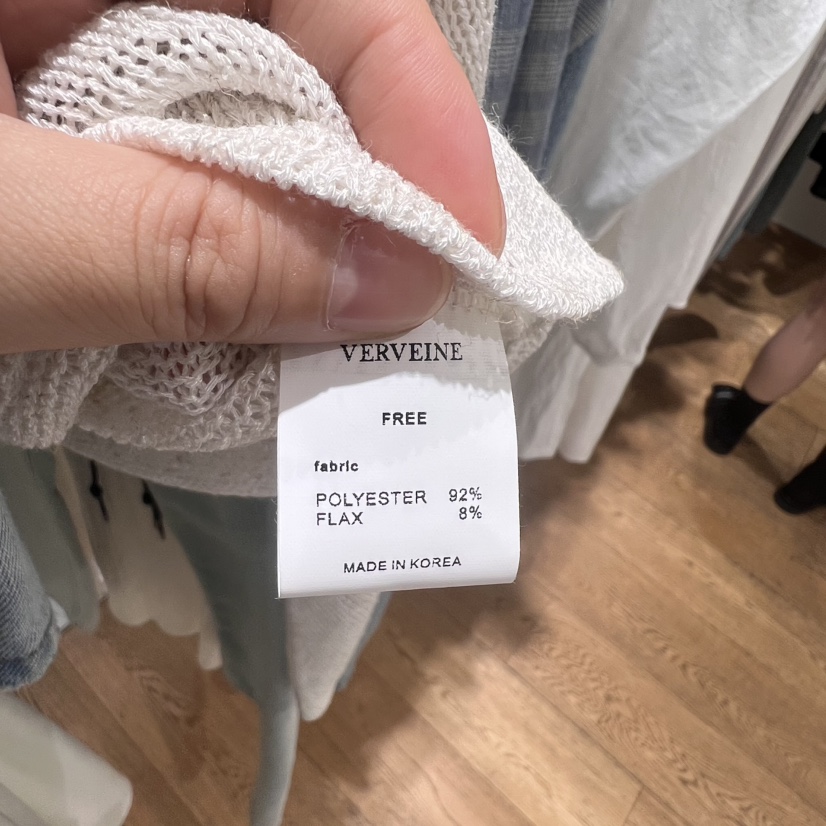 VERVEINE
FREE
fabric
POLYESTER 92%
FLAX 8%
MADE IN KOREA